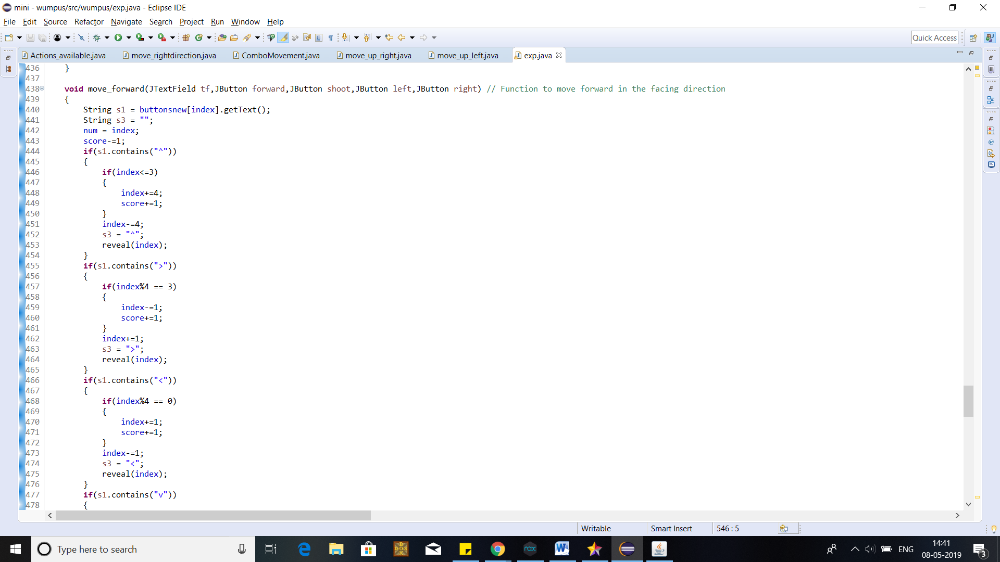 mini - wumpus/src/wumpus/exp.java - Eclipse IDE
File Edit Source Refactor Navigate Search Project Run Window Help
Quick Access
Actions_available.java move_rightdirection.java ComboMovement.java move_up_right.java move_up_left.java exp.java
436 }
437
438 void move_forward(JTextField tf,JButton forward,JButton shoot,JButton left,JButton right) // Function to move forward in the facing direction
439 {
440 String s1 = buttonsnew[index].getText();
441 String s3 = "";
442 num = index;
443 score-=1;
444 if(s1.contains("^"))
445 {
446 if(index<=3)
447 {
448 index+=4;
449 score+=1;
450 }
451 index-=4;
452 s3 = "^";
453 reveal(index);
454 }
455 if(s1.contains(">"))
456 {
457 if(index%4 == 3)
458 {
459 index-=1;
460 score+=1;
461 }
462 index+=1;
463 s3 = ">";
464 reveal(index);
465 }
466 if(s1.contains("<"))
467 {
468 if(index%4 == 0)
469 {
470 index+=1;
471 score+=1;
472 }
473 index-=1;
474 s3 = "<";
475 reveal(index);
476 }
477 if(s1.contains("v"))
478 {
Writable Smart Insert 546 : 5
Type here to search
DOS
nox
ENG
14:41
08-05-2019
3